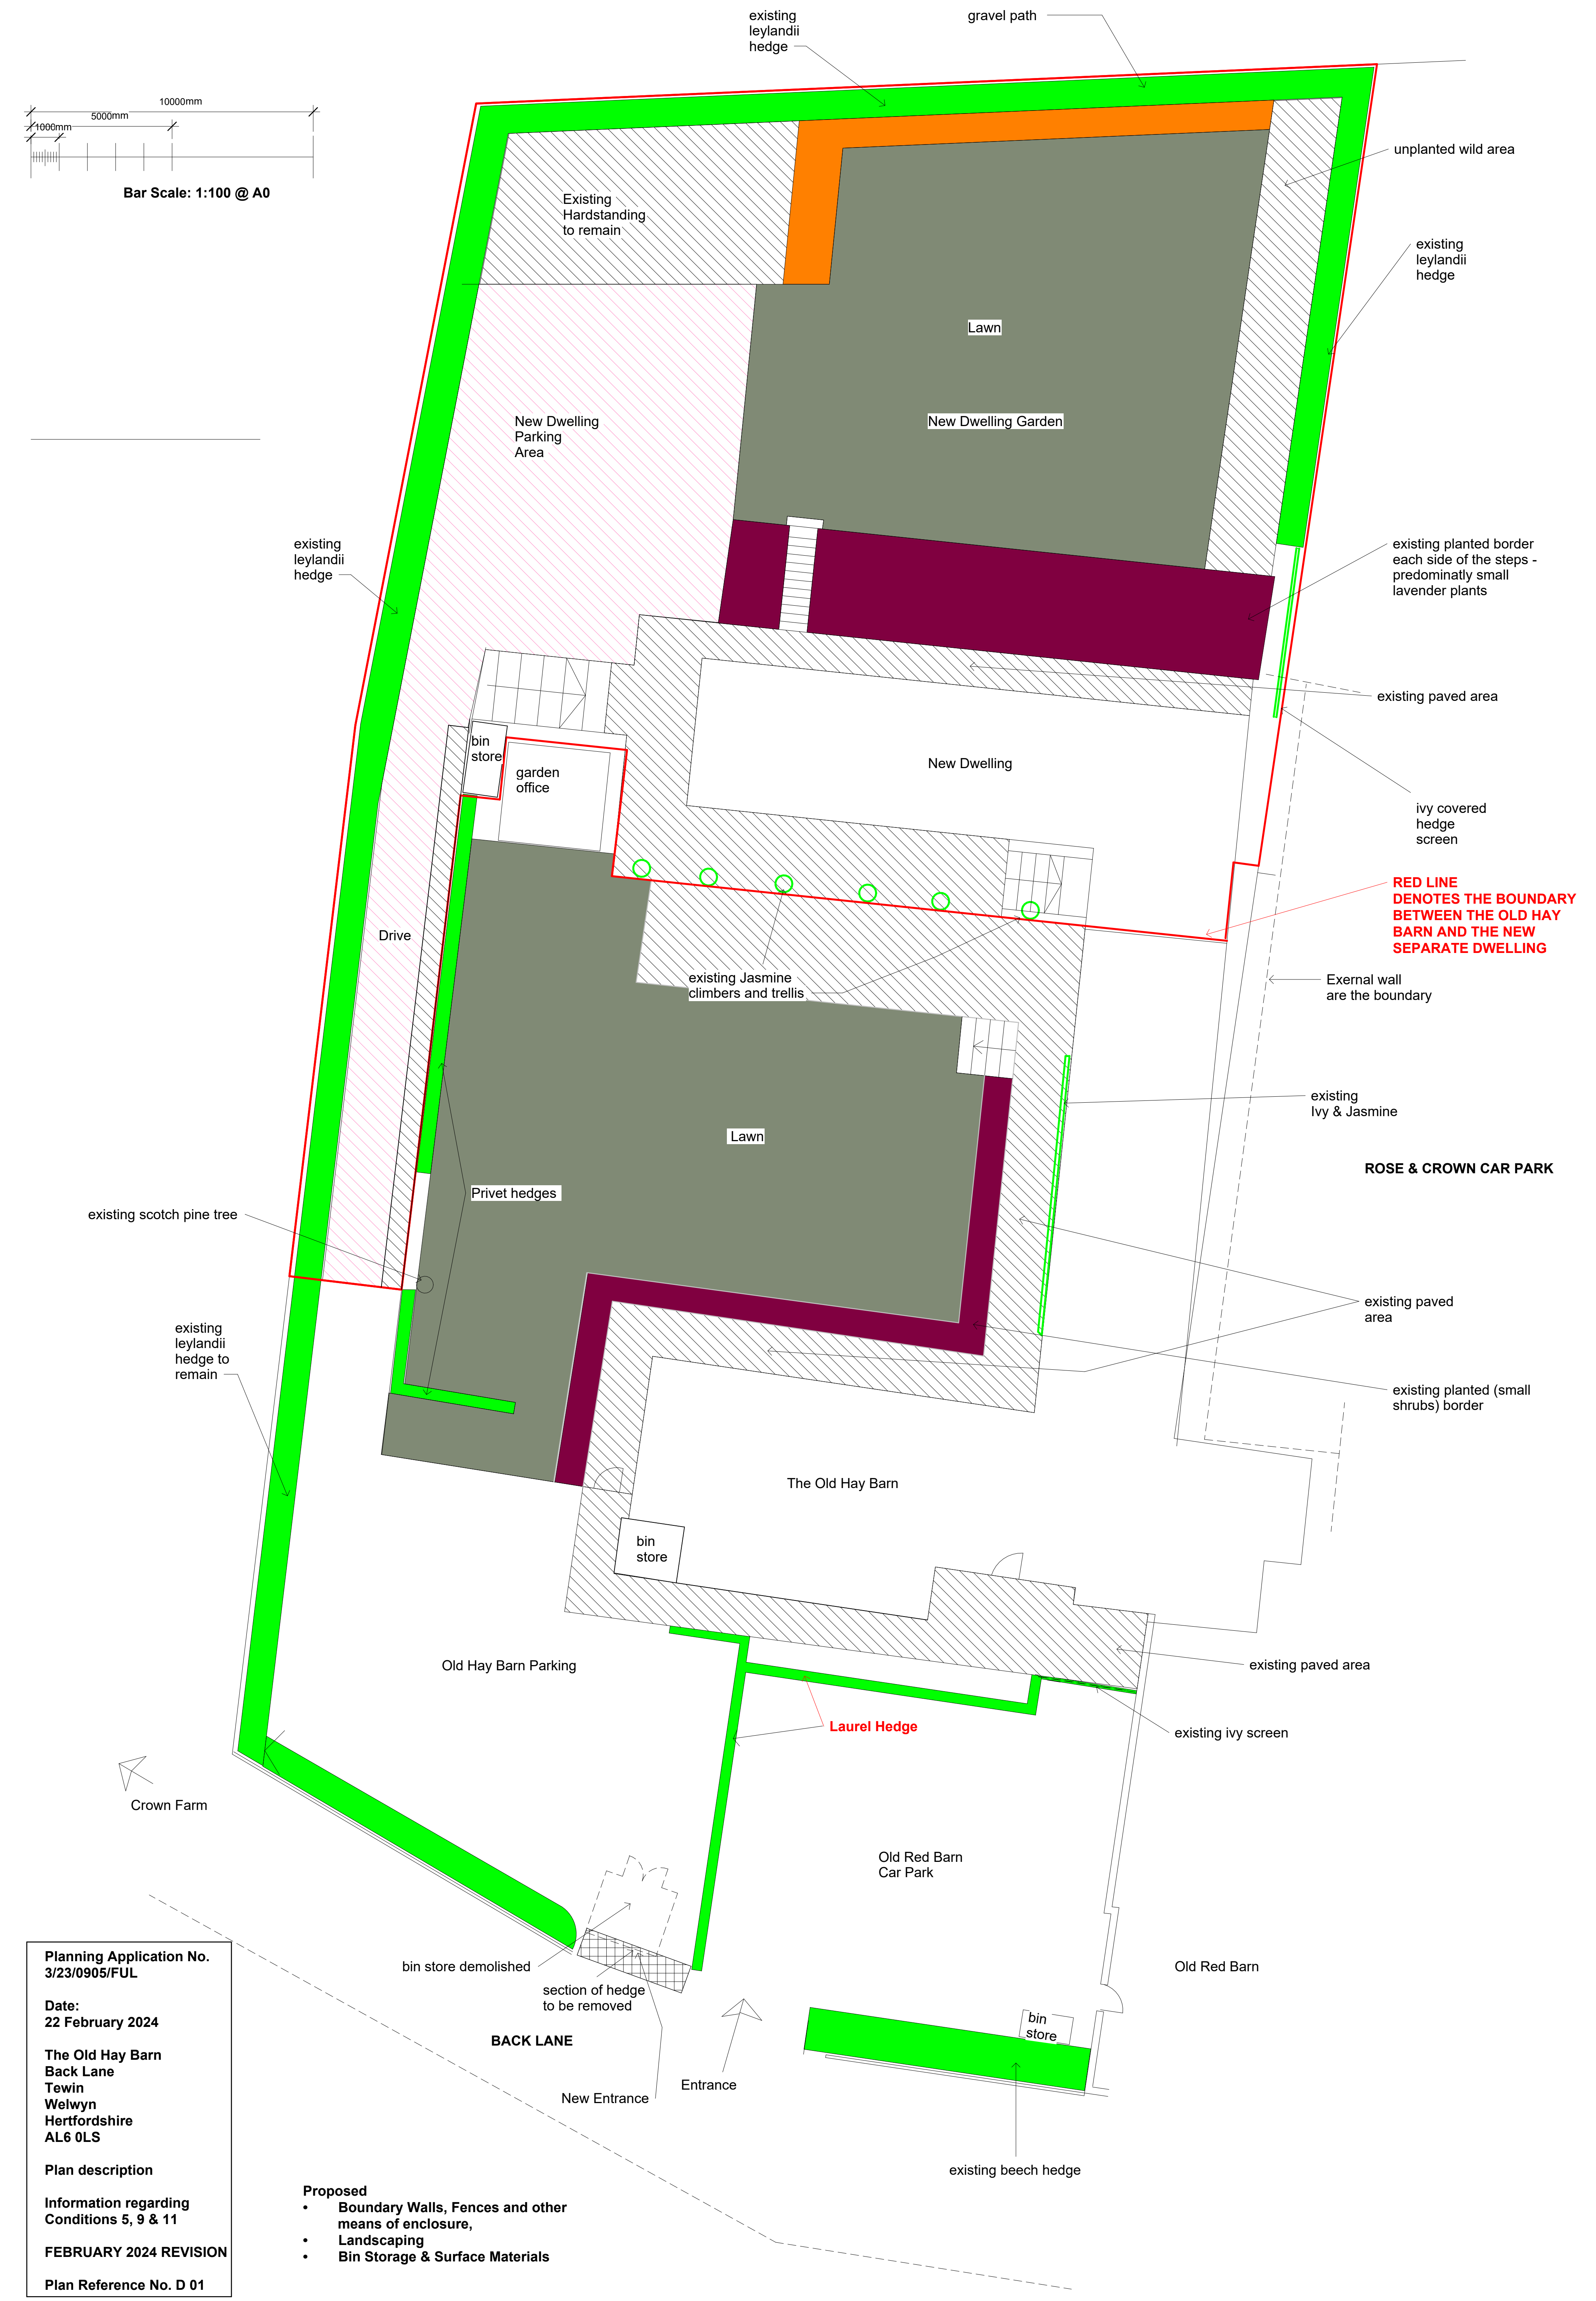 existing
leylandii
hedge
gravel path
10000mm
5000mm
1000mm
Bar Scale: 1:100 @ A0
unplanted wild area
Existing
Hardstanding
to remain
existing
leylandii
hedge
Lawn
New Dwelling
Parking
Area
New Dwelling Garden
existing
leylandii
hedge
existing planted border
each side of the steps -
predominatly small
lavender plants
existing paved area
bin
store
garden
office
New Dwelling
ivy covered
hedge
screen
RED LINE
DENOTES THE BOUNDARY
BETWEEN THE OLD HAY
BARN AND THE NEW
SEPARATE DWELLING
Drive
existing Jasmine
climbers and trellis
Exernal wall
are the boundary
existing
Ivy & Jasmine
Lawn
ROSE & CROWN CAR PARK
Privet hedges
existing scotch pine tree
existing paved
area
existing
leylandii
hedge to
remain
existing planted (small
shrubs) border
The Old Hay Barn
bin
store
Old Hay Barn Parking
existing paved area
Laurel Hedge
existing ivy screen
Crown Farm
Old Red Barn
Car Park
bin store demolished
Old Red Barn
section of hedge
to be removed
bin
store
BACK LANE
Entrance
New Entrance
existing beech hedge
Planning Application No.
3/23/0905/FUL
Date:
22 February 2024
The Old Hay Barn
Back Lane
Tewin
Welwyn
Hertfordshire
AL6 0LS
Plan description
Information regarding
Conditions 5, 9 & 11
FEBRUARY 2024 REVISION
Plan Reference No. D 01
Proposed
• Boundary Walls, Fences and other
means of enclosure,
• Landscaping
• Bin Storage & Surface Materials